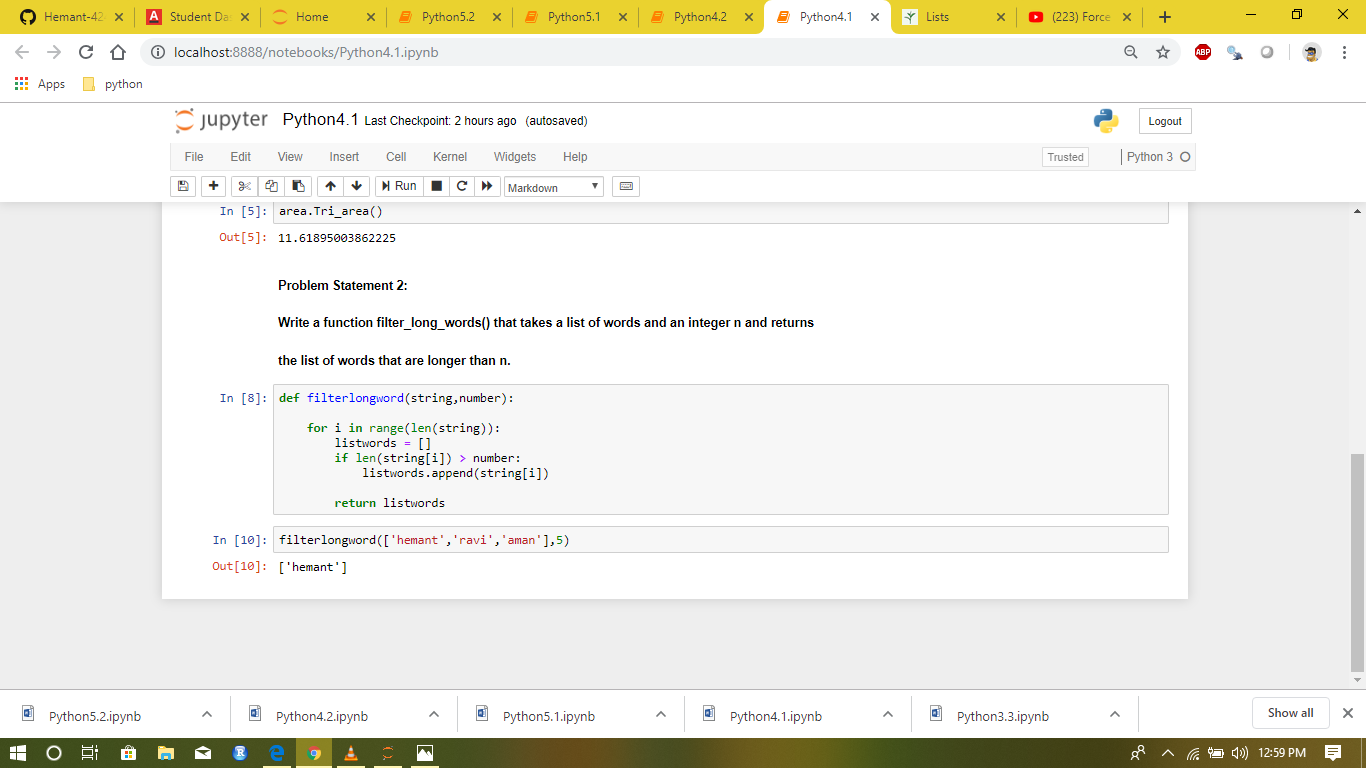 Hemant-42
Student Da
Home
Python5.2
Python5.1
Python4.2
Python4.1
Lists
(223) Force
localhost:8888/notebooks/Python4.1.ipynb
ABP
Apps
python
jupyter
Python4.1 Last Checkpoint: 2 hours ago (autosaved)
Logout
File Edit View Insert Cell Kernel Widgets Help
Trusted
Python 3
Run
Markdown
In [5]: area.Tri_area()
Out[5]: 11.61895003862225
Problem Statement 2:
Write a function filter_long_words() that takes a list of words and an integer n and returns
the list of words that are longer than n.
In [8]: def filterlongword(string,number):
for i in range(len(string)):
listwords = []
if len(string[i]) > number:
listwords.append(string[i])
return listwords
In [10]: filterlongword(['hemant','ravi','aman'],5)
Out[10]: ['hemant']
Python5.2.ipynb
Python4.2.ipynb
Python5.1.ipynb
Python4.1.ipynb
Python3.3.ipynb
Show all
12:59 PM